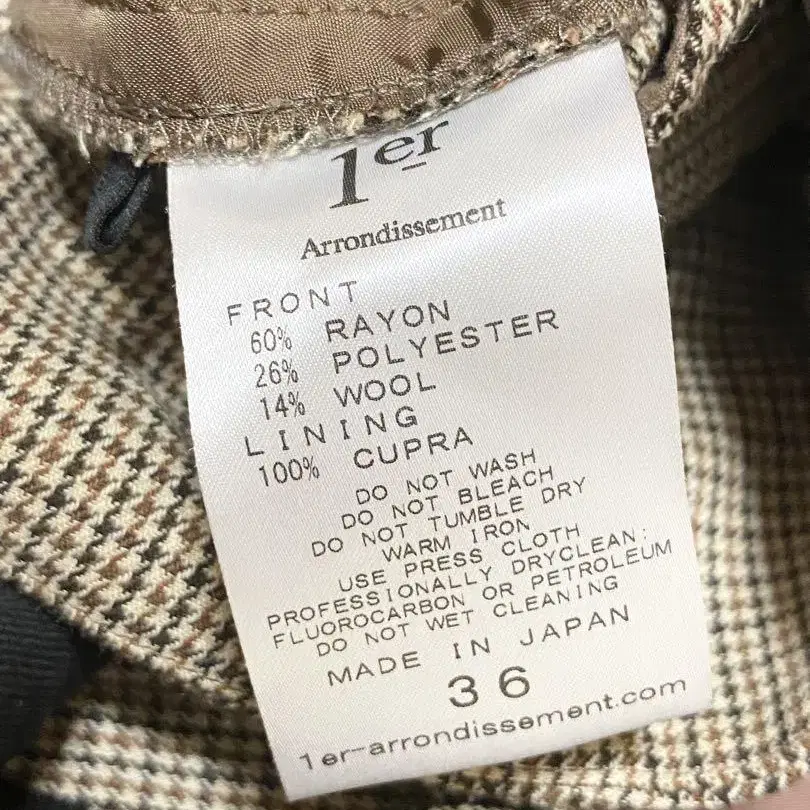 1er
Arrondissement
FRONT
60% RAYON
26% POLYESTER
14% WOOL
LINING
100% CUPRA
DO NOT WASH
DO NOT BLEACH
DO NOT TUMBLE DRY
WARM IRON
USE PRESS CLOTH
PROFESSIONALLY DRYCLEAN:
FLUOROCARBON OR PETROLEUM
DO NOT WET CLEANING
MADE IN JAPAN
36
1er-arrondissement.com